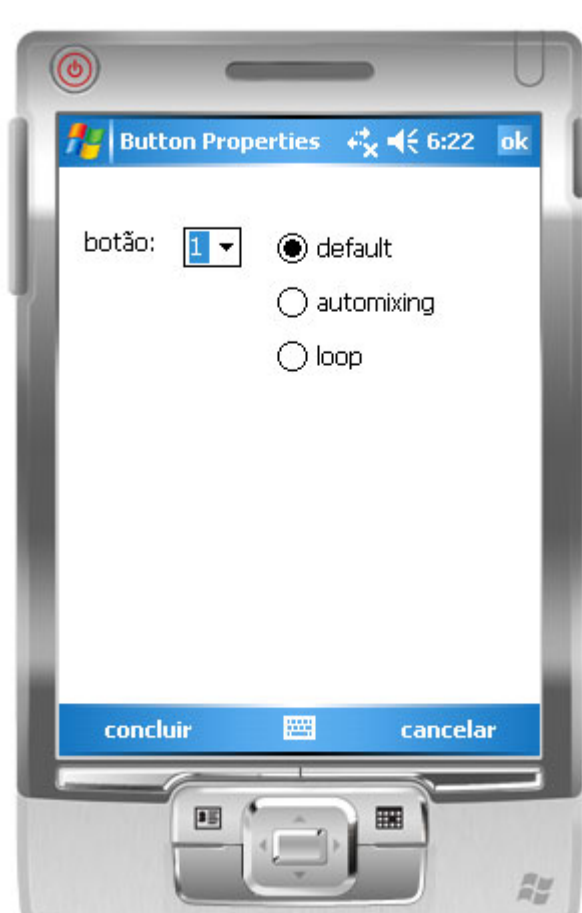 Button Properties 6:22 ok
botão: 1 default
automixing
loop
concluir cancelar